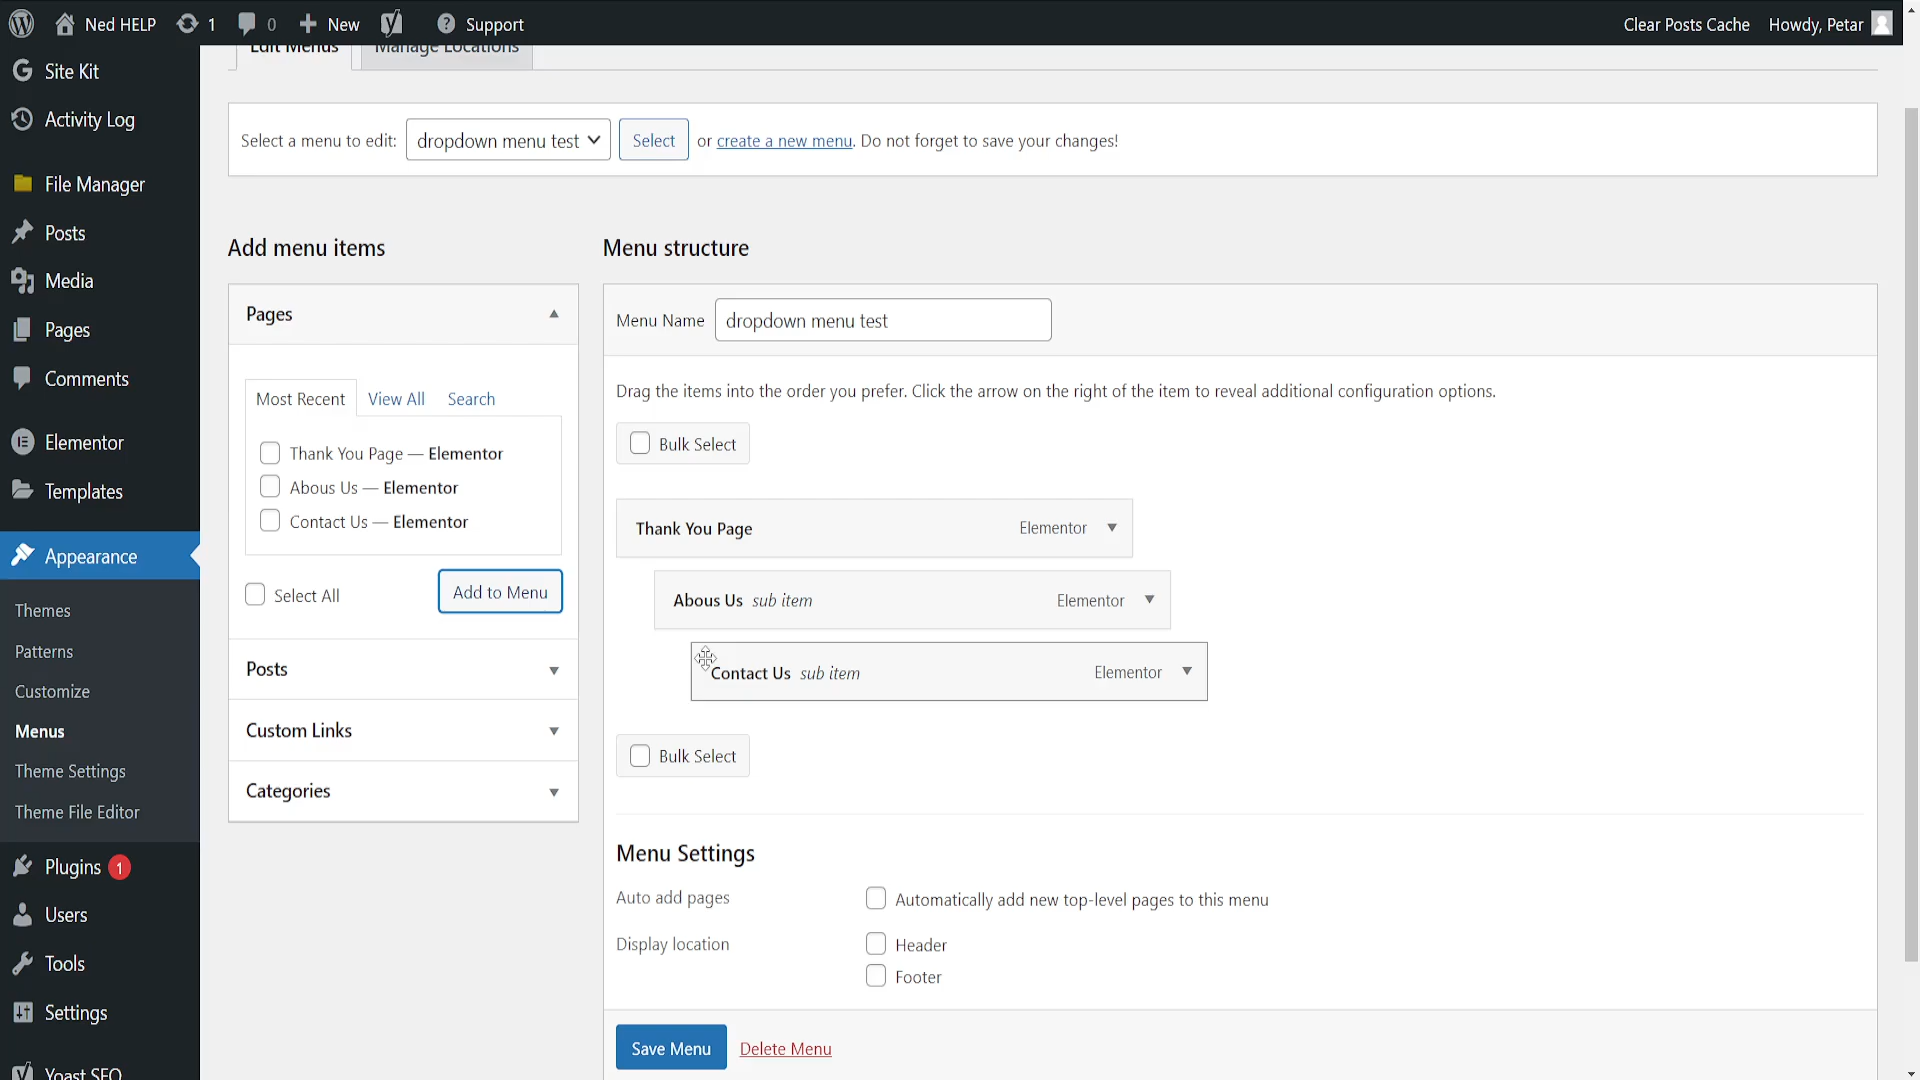 Ned HELP
1
0
New
Support
Clear Posts Cache
Howdy, Petar
Site Kit
Activity Log
File Manager
Posts
Media
Pages
Comments
Elementor
Templates
Appearance
Themes
Patterns
Customize
Menus
Theme Settings
Theme File Editor
Plugins 1
Users
Tools
Settings
Yoast SEO
Edit Menus
Manage Locations
Select a menu to edit: dropdown menu test Select or create a new menu. Do not forget to save your changes!
Add menu items
Pages
Most Recent View All Search
Thank You Page — Elementor
Abous Us — Elementor
Contact Us — Elementor
Select All
Add to Menu
Posts
Custom Links
Categories
Menu structure
Menu Name dropdown menu test
Drag the items into the order you prefer. Click the arrow on the right of the item to reveal additional configuration options.
Bulk Select
Thank You Page Elementor
Abous Us sub item Elementor
Contact Us sub item Elementor
Bulk Select
Menu Settings
Auto add pages Automatically add new top-level pages to this menu
Display location Header
Footer
Save Menu Delete Menu